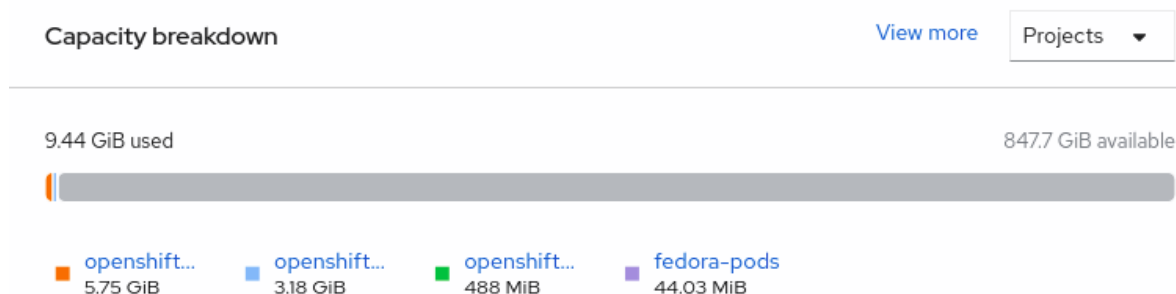 Capacity breakdown
View more
Projects
9.44 GiB used
847.7 GiB available
openshift...
5.75 GiB
openshift...
3.18 GiB
openshift...
488 MiB
fedora-pods
44.03 MiB